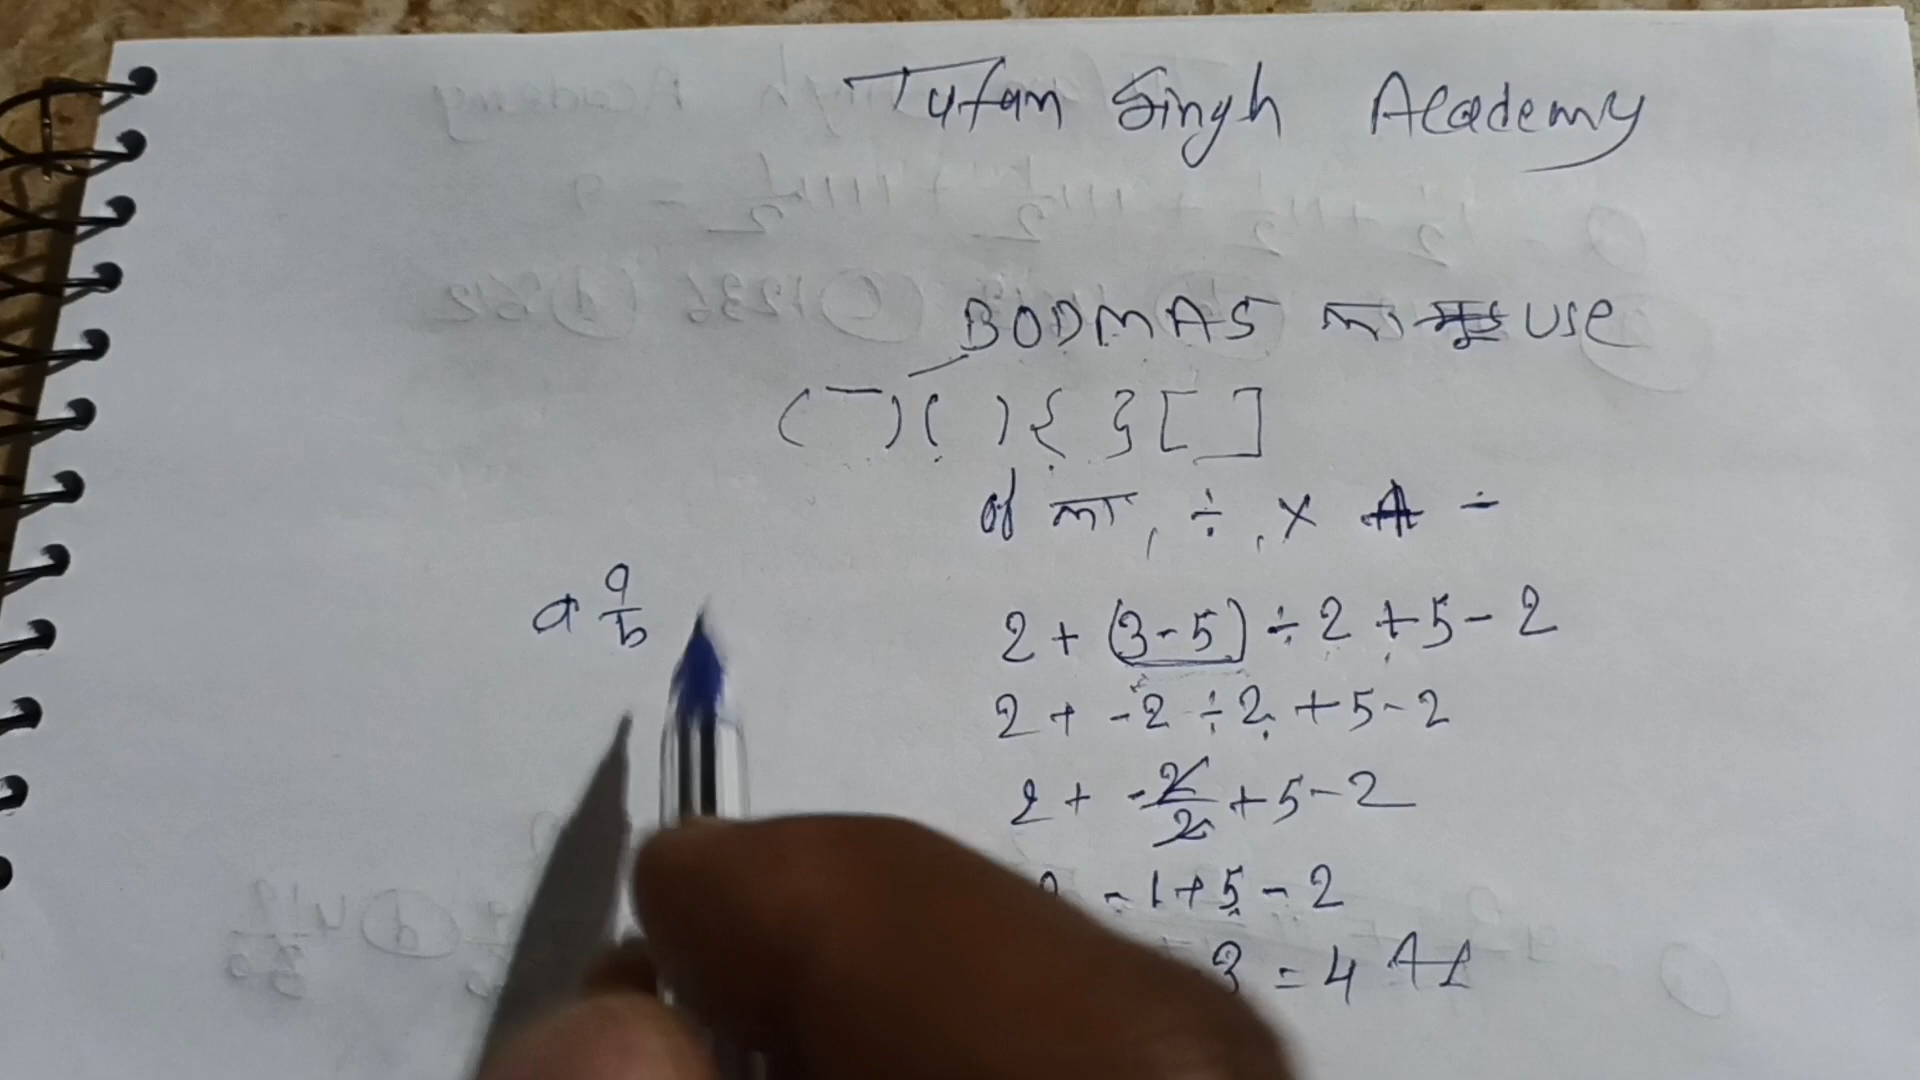 Tufan Singh Academy
BODMAS का use
(‾)( ){ }[ ]
of का, ÷, × A -
a a/b
2 + (3-5) ÷ 2 + 5 - 2
2 + -2 ÷ 2 + 5 - 2
2 + -2/2 + 5 - 2
- 1 + 5 - 2
3 = 4